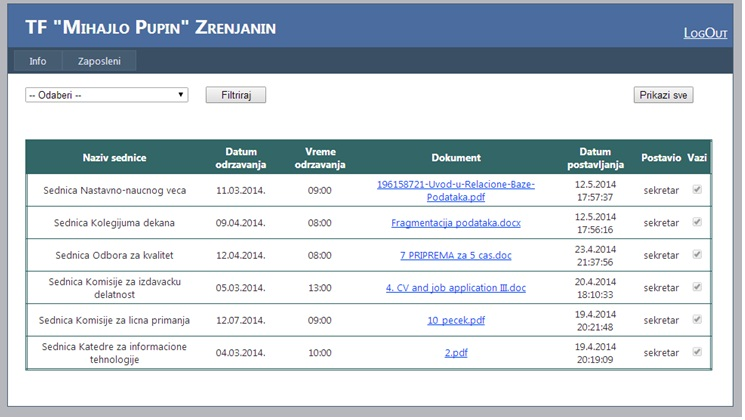 TF "Mihajlo Pupin" Zrenjanin
LogOut
Info Zaposleni
-- Odaberi -- Filtriraj Prikazi sve
Naziv sednice Datum odrzavanja Vreme odrzavanja Dokument Datum postavljanja Postavio Vazi
Sednica Nastavno-naucnog veca 11.03.2014. 09:00 196158721-Uvod-u-Relacione-Baze-Podataka.pdf 12.5.2014 17:57:37 sekretar
Sednica Kolegijuma dekana 09.04.2014. 08:00 Fragmentacija podataka.docx 12.5.2014 17:56:16 sekretar
Sednica Odbora za kvalitet 12.04.2014. 08:00 7 PRIPREMA za 5 cas.doc 23.4.2014 21:37:56 sekretar
Sednica Komisije za izdavacku delatnost 05.03.2014. 13:00 4. CV and job application III.doc 20.4.2014 18:10:33 sekretar
Sednica Komisije za licna primanja 12.07.2014. 09:00 10_pecek.pdf 19.4.2014 20:21:48 sekretar
Sednica Katedre za informacione tehnologije 04.03.2014. 10:00 2.pdf 19.4.2014 20:19:09 sekretar